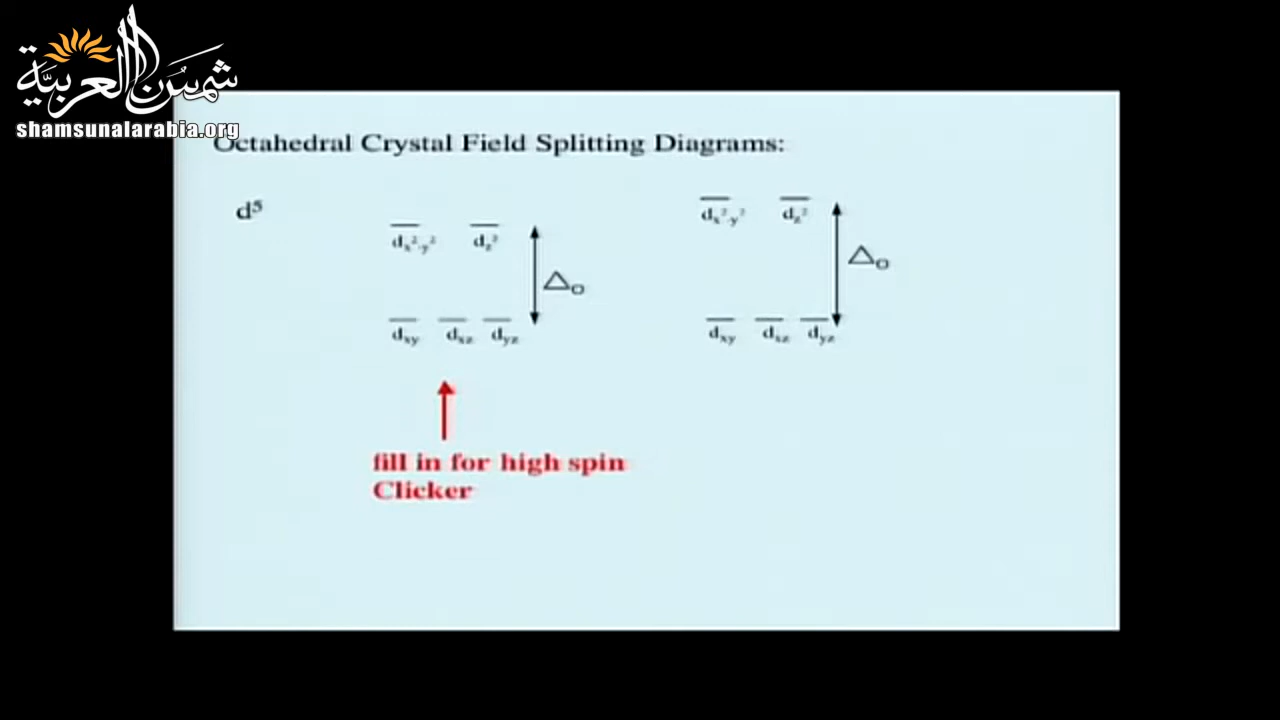 شمس العربية
shamsunalarabia.org
Octahedral Crystal Field Splitting Diagrams:
d⁵
dx²-y² dz²
Δo
dxy dxz dyz
dx²-y² dz²
Δo
dxy dxz dyz
fill in for high spin
Clicker